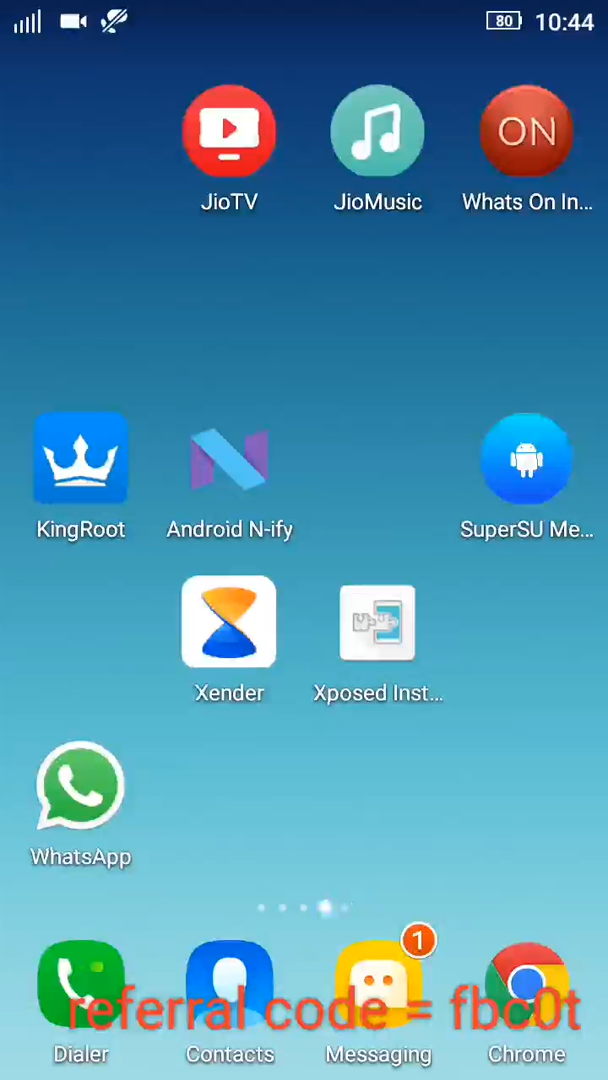 80 10:44
JioTV JioMusic ON Whats On In...
KingRoot Android N-ify SuperSU Me...
Xender Xposed Inst...
WhatsApp
1
referral code = fbc0t
Dialer Contacts Messaging Chrome